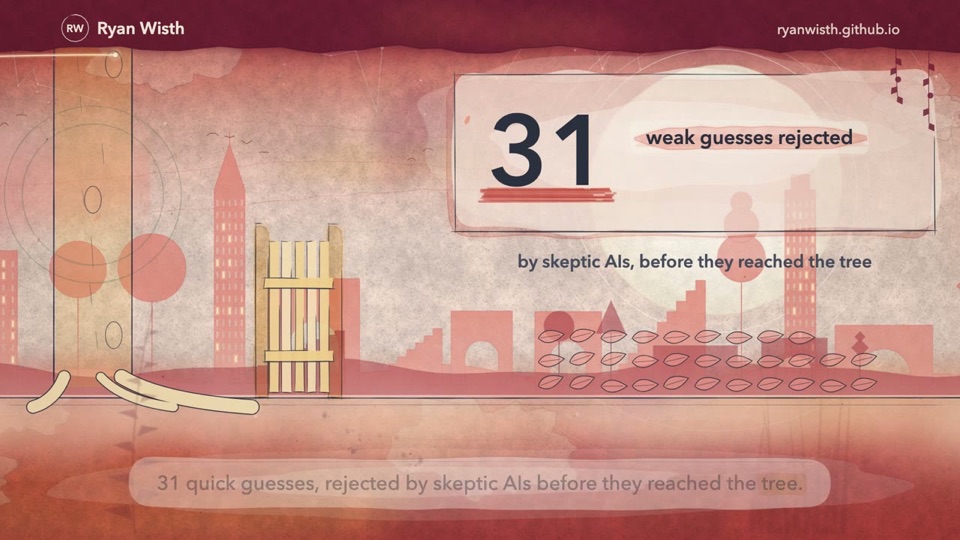 RW Ryan Wisth
ryanwisth.github.io
31
weak guesses rejected
by skeptic AIs, before they reached the tree
31 quick guesses, rejected by skeptic AIs before they reached the tree.